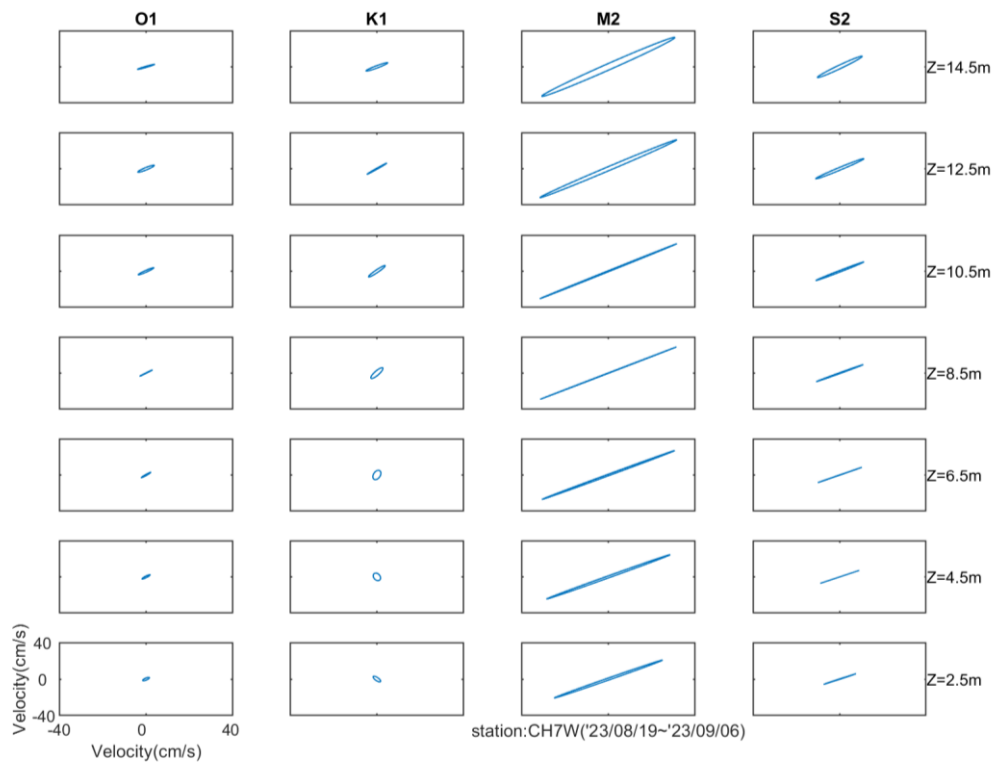 O1 K1 M2 S2
Z=14.5m
Z=12.5m
Z=10.5m
Z=8.5m
Z=6.5m
Z=4.5m
Z=2.5m
40
0
-40
Velocity(cm/s)
-40 0 40
Velocity(cm/s)
station:CH7W('23/08/19~'23/09/06)